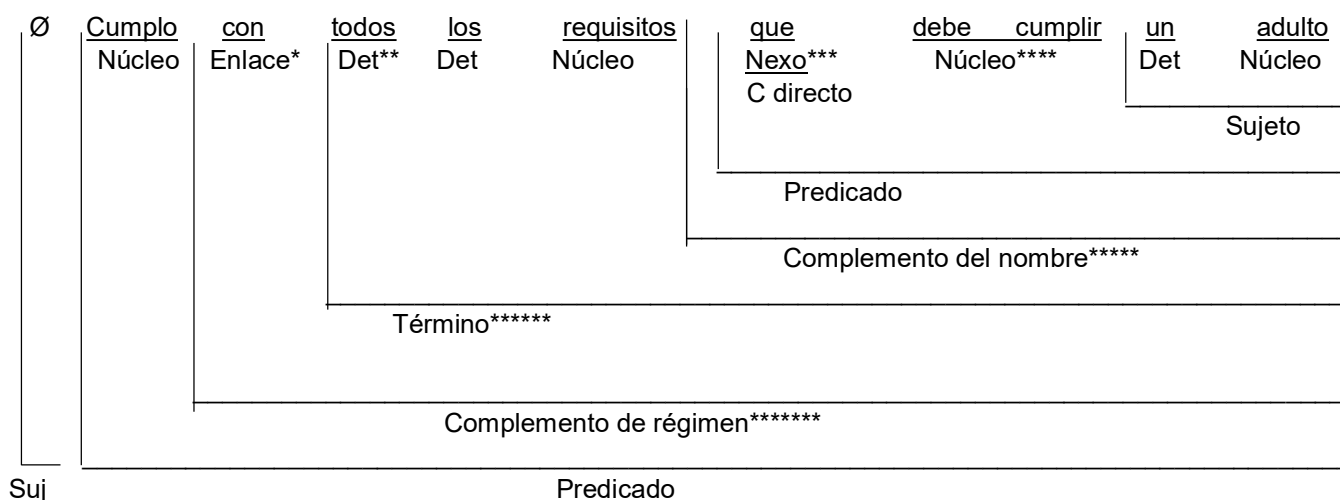 Ø Cumplo con todos los requisitos que debe cumplir un adulto
Núcleo Enlace* Det** Det Núcleo Nexo*** Núcleo**** Det Núcleo
C directo
Sujeto
Predicado
Complemento del nombre*****
Término******
Complemento de régimen*******
Suj Predicado